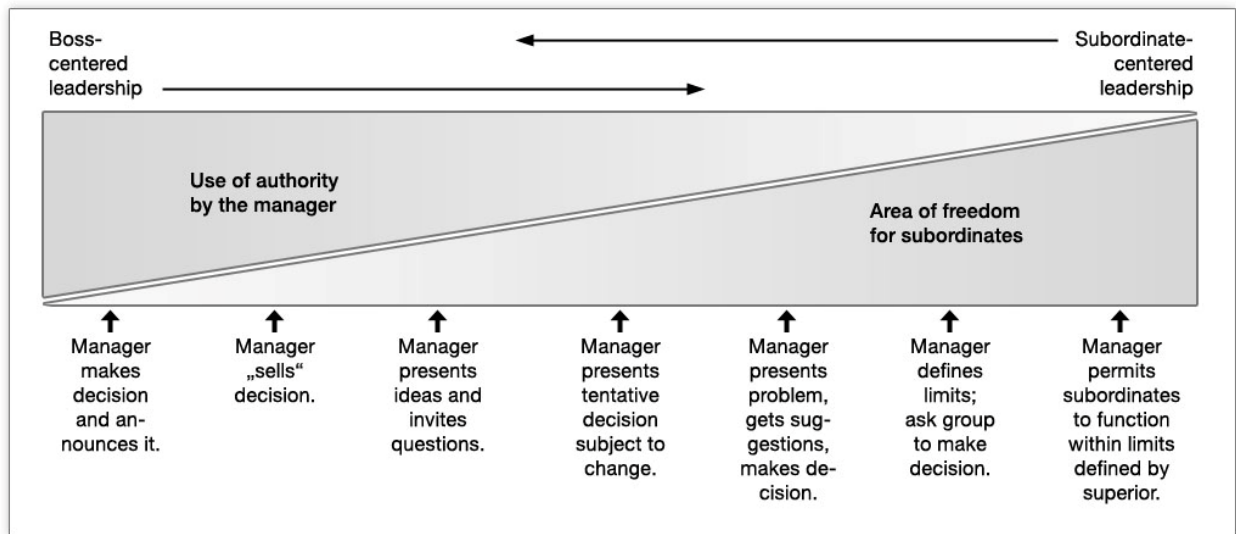 Boss-
centered
leadership
Subordinate-
centered
leadership
Use of authority
by the manager
Area of freedom
for subordinates
Manager
makes
decision
and an-
nounces it.
Manager
„sells“
decision.
Manager
presents
ideas and
invites
questions.
Manager
presents
tentative
decision
subject to
change.
Manager
presents
problem,
gets sug-
gestions,
makes de-
cision.
Manager
defines
limits;
ask group
to make
decision.
Manager
permits
subordinates
to function
within limits
defined by
superior.